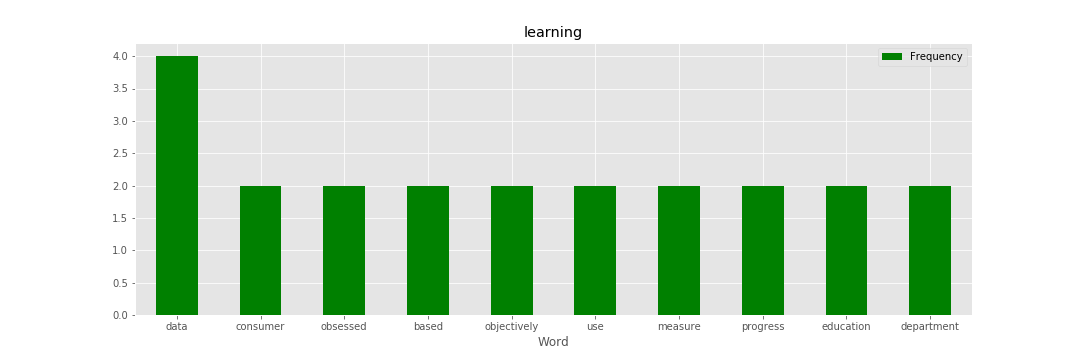 learning
Frequency
4.0
3.5
3.0
2.5
2.0
1.5
1.0
0.5
0.0
data consumer obsessed based objectively use measure progress education department
Word